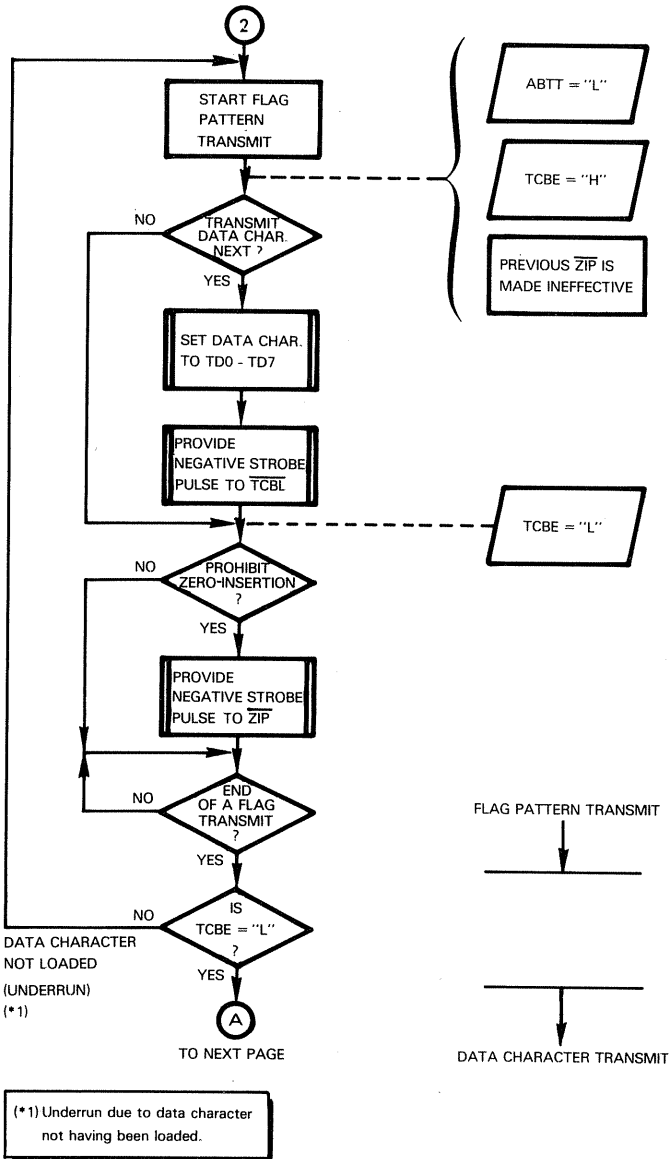 2
START FLAG
PATTERN
TRANSMIT
ABTT = "L"
TCBE = "H"
PREVIOUS Z̅I̅P̅ IS
MADE INEFFECTIVE
NO
TRANSMIT
DATA CHAR.
NEXT ?
YES
SET DATA CHAR.
TO TD0 - TD7
PROVIDE
NEGATIVE STROBE
PULSE TO T̅C̅B̅L̅
TCBE = "L"
NO
PROHIBIT
ZERO-INSERTION
?
YES
PROVIDE
NEGATIVE STROBE
PULSE TO Z̅I̅P̅
NO
END
OF A FLAG
TRANSMIT
?
YES
FLAG PATTERN TRANSMIT
NO
IS
TCBE = "L"
?
YES
DATA CHARACTER
NOT LOADED
(UNDERRUN)
(*1)
A
TO NEXT PAGE
DATA CHARACTER TRANSMIT
(*1) Underrun due to data character
not having been loaded.